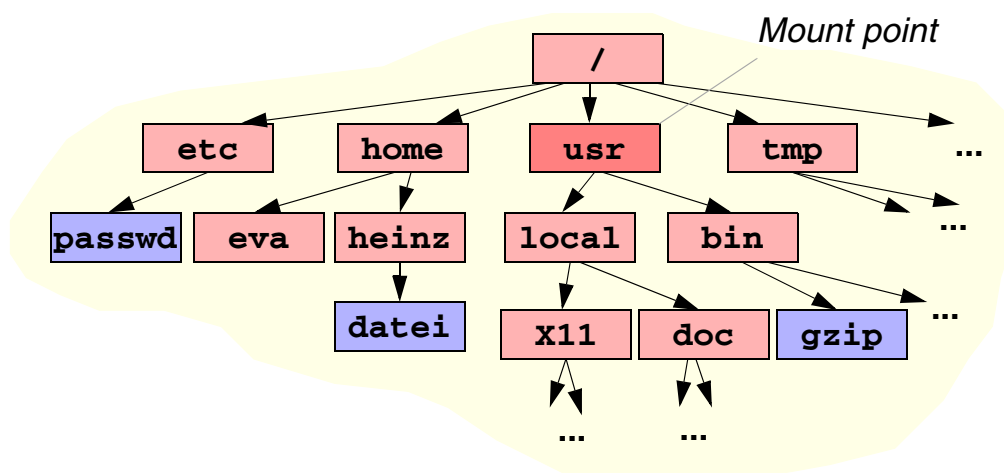 Mount point
/
etc home usr tmp ...
passwd eva heinz local bin ...
datei X11 doc gzip ...
... ...